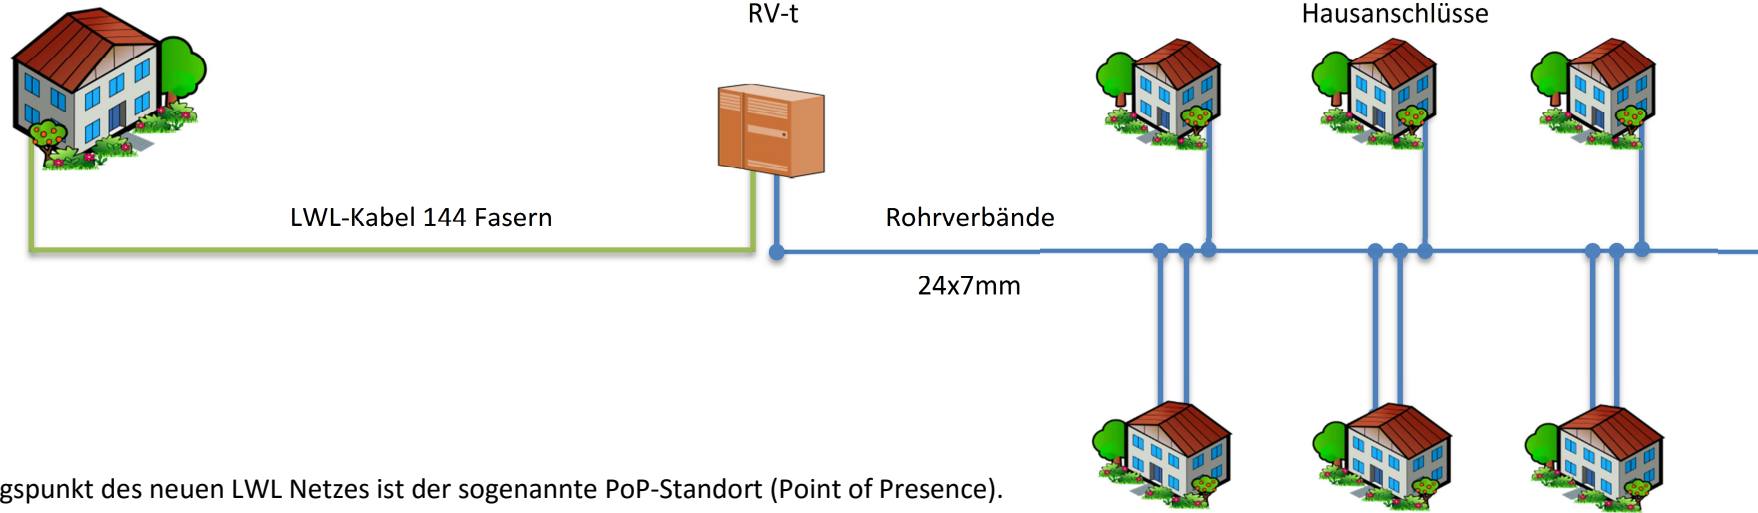 RV-t
Hausanschlüsse
LWL-Kabel 144 Fasern
Rohrverbände
24x7mm
gspunkt des neuen LWL Netzes ist der sogenannte PoP-Standort (Point of Presence).